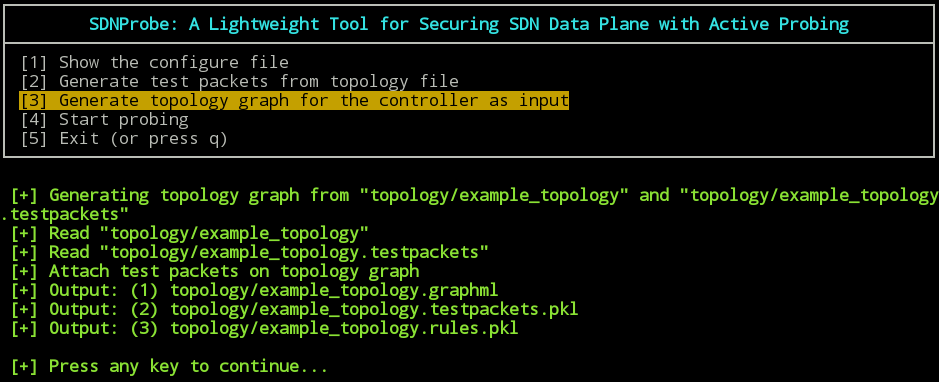 SDNProbe: A Lightweight Tool for Securing SDN Data Plane with Active Probing
[1] Show the configure file
[2] Generate test packets from topology file
[3] Generate topology graph for the controller as input
[4] Start probing
[5] Exit (or press q)
[+] Generating topology graph from "topology/example_topology" and "topology/example_topology
.testpackets"
[+] Read "topology/example_topology"
[+] Read "topology/example_topology.testpackets"
[+] Attach test packets on topology graph
[+] Output: (1) topology/example_topology.graphml
[+] Output: (2) topology/example_topology.testpackets.pkl
[+] Output: (3) topology/example_topology.rules.pkl
[+] Press any key to continue...